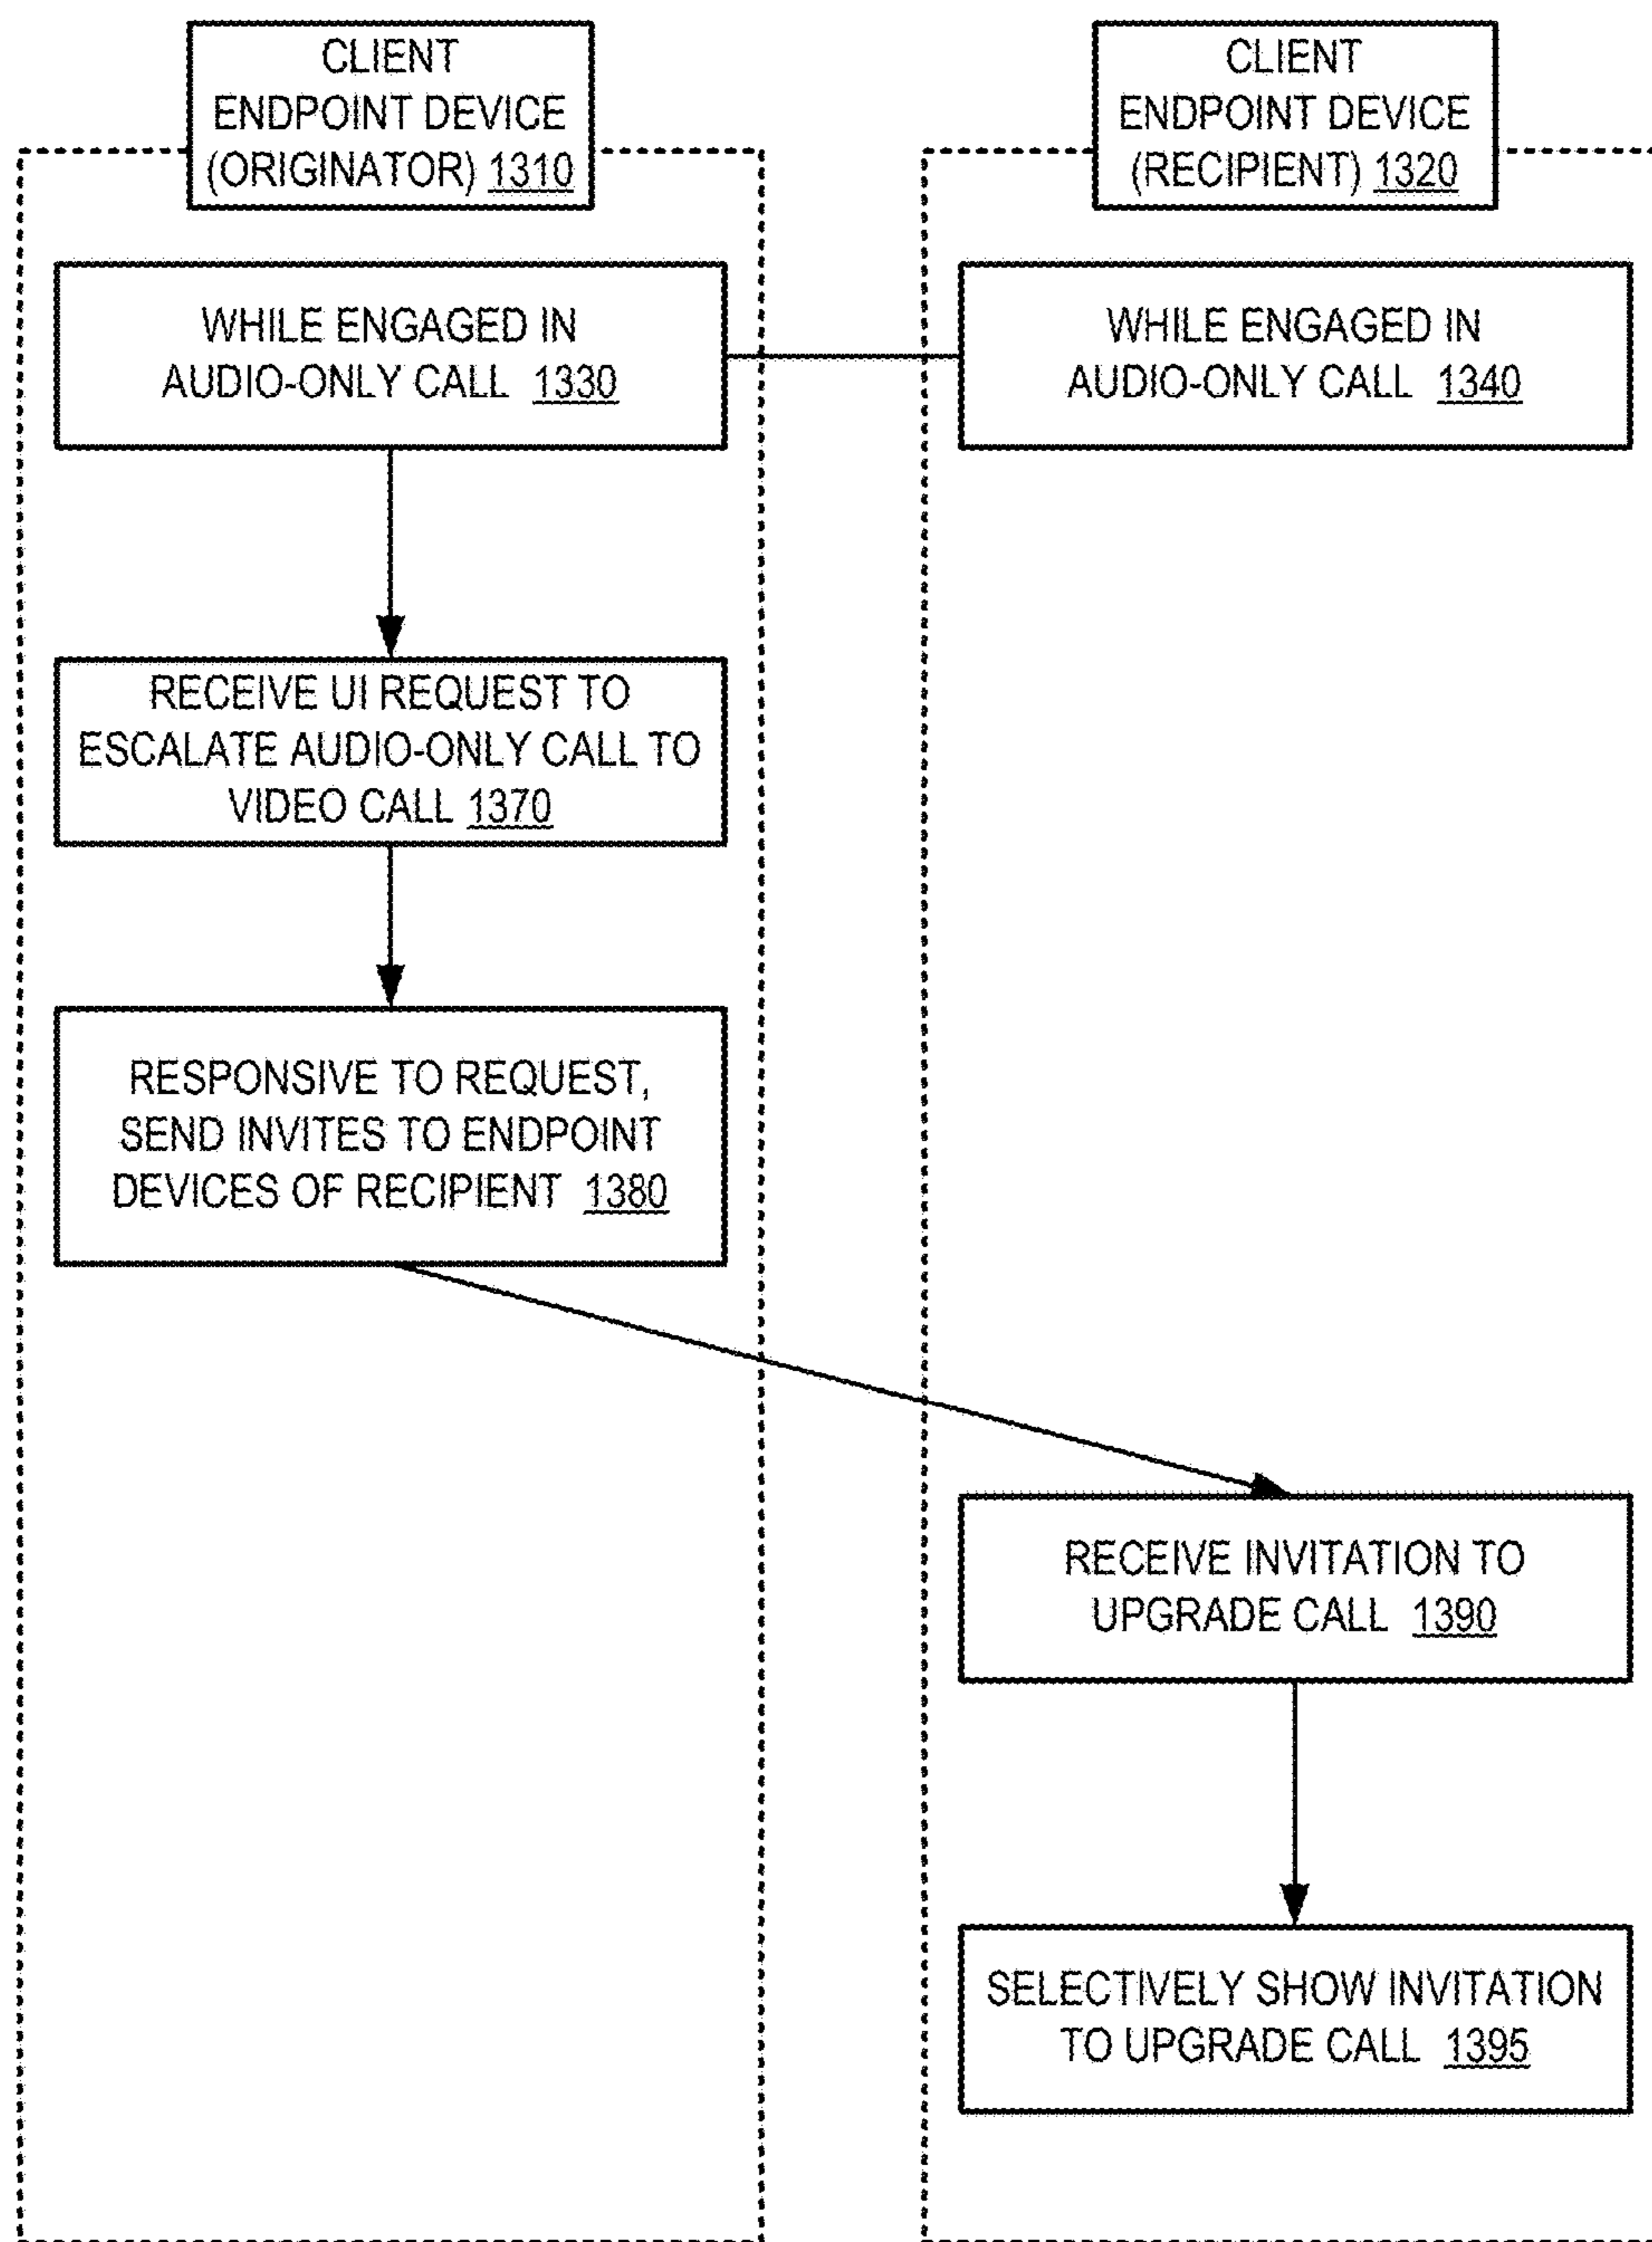 CLIENT
ENDPOINT DEVICE
(ORIGINATOR) 1310
CLIENT
ENDPOINT DEVICE
(RECIPIENT) 1320
WHILE ENGAGED IN
AUDIO-ONLY CALL 1330
WHILE ENGAGED IN
AUDIO-ONLY CALL 1340
RECEIVE UI REQUEST TO
ESCALATE AUDIO-ONLY CALL TO
VIDEO CALL 1370
RESPONSIVE TO REQUEST,
SEND INVITES TO ENDPOINT
DEVICES OF RECIPIENT 1380
RECEIVE INVITATION TO
UPGRADE CALL 1390
SELECTIVELY SHOW INVITATION
TO UPGRADE CALL 1395